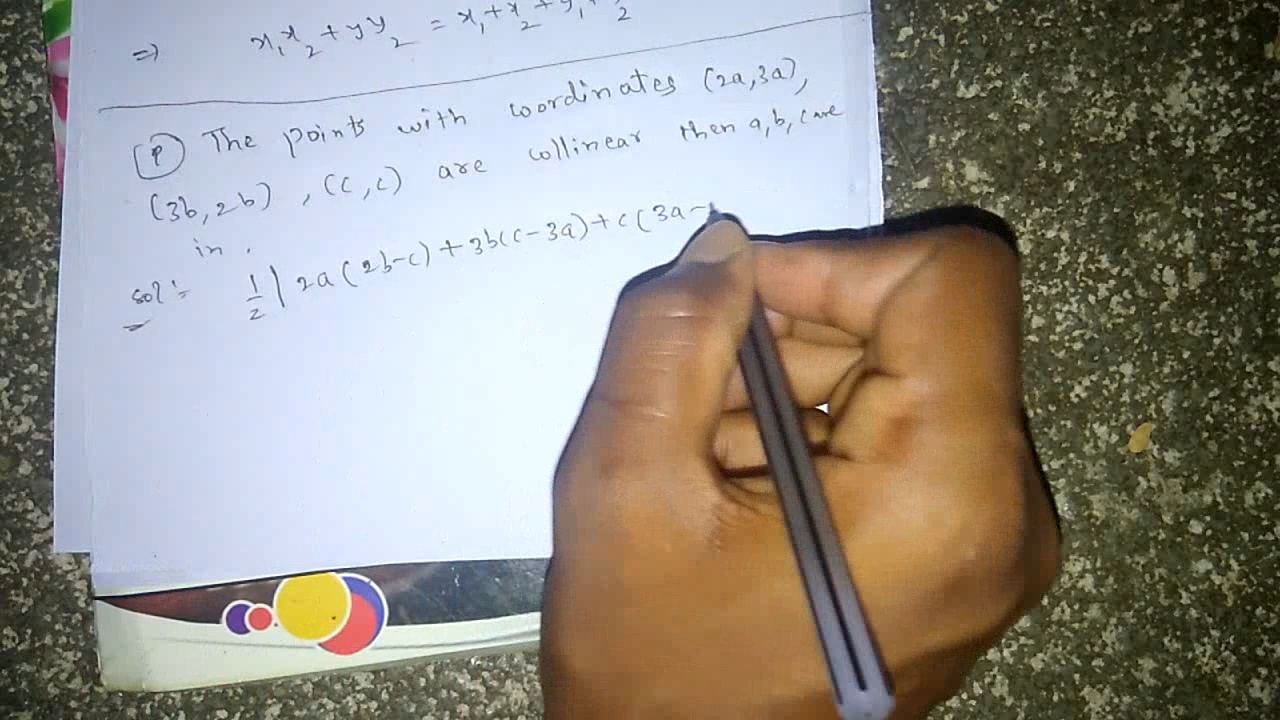 ⇒ x₁x₂ + yy₂ = x₁+x₂+y₁+ 2
(P) The points with coordinates (2a,3a),
(3b,2b) , (c,c) are collinear then a,b,c are
in .
sol:- 1/2 | 2a(2b-c)+3b(c-3a)+c(3a-